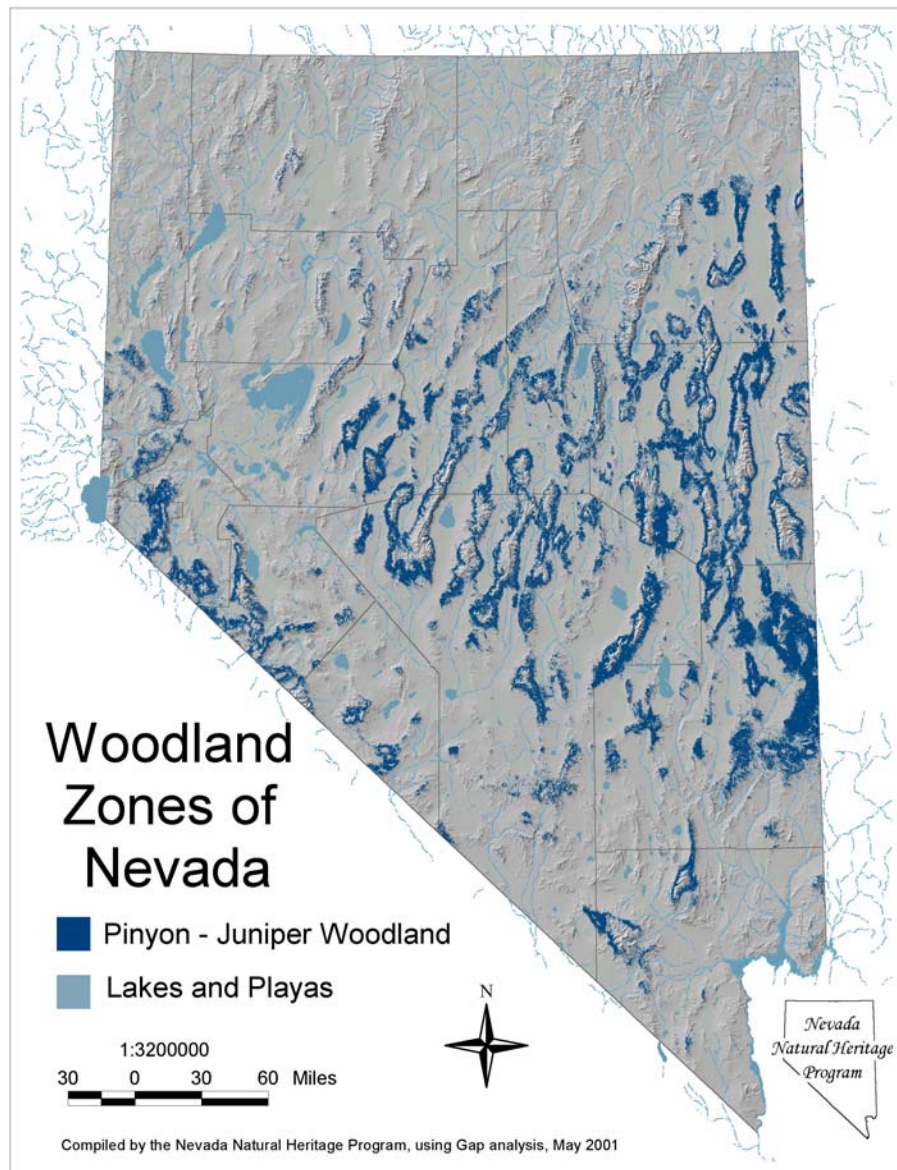 Woodland
Zones of
Nevada
Pinyon - Juniper Woodland
Lakes and Playas
N
1:3200000
30 0 30 60 Miles
Nevada
Natural Heritage
Program
Compiled by the Nevada Natural Heritage Program, using Gap analysis, May 2001